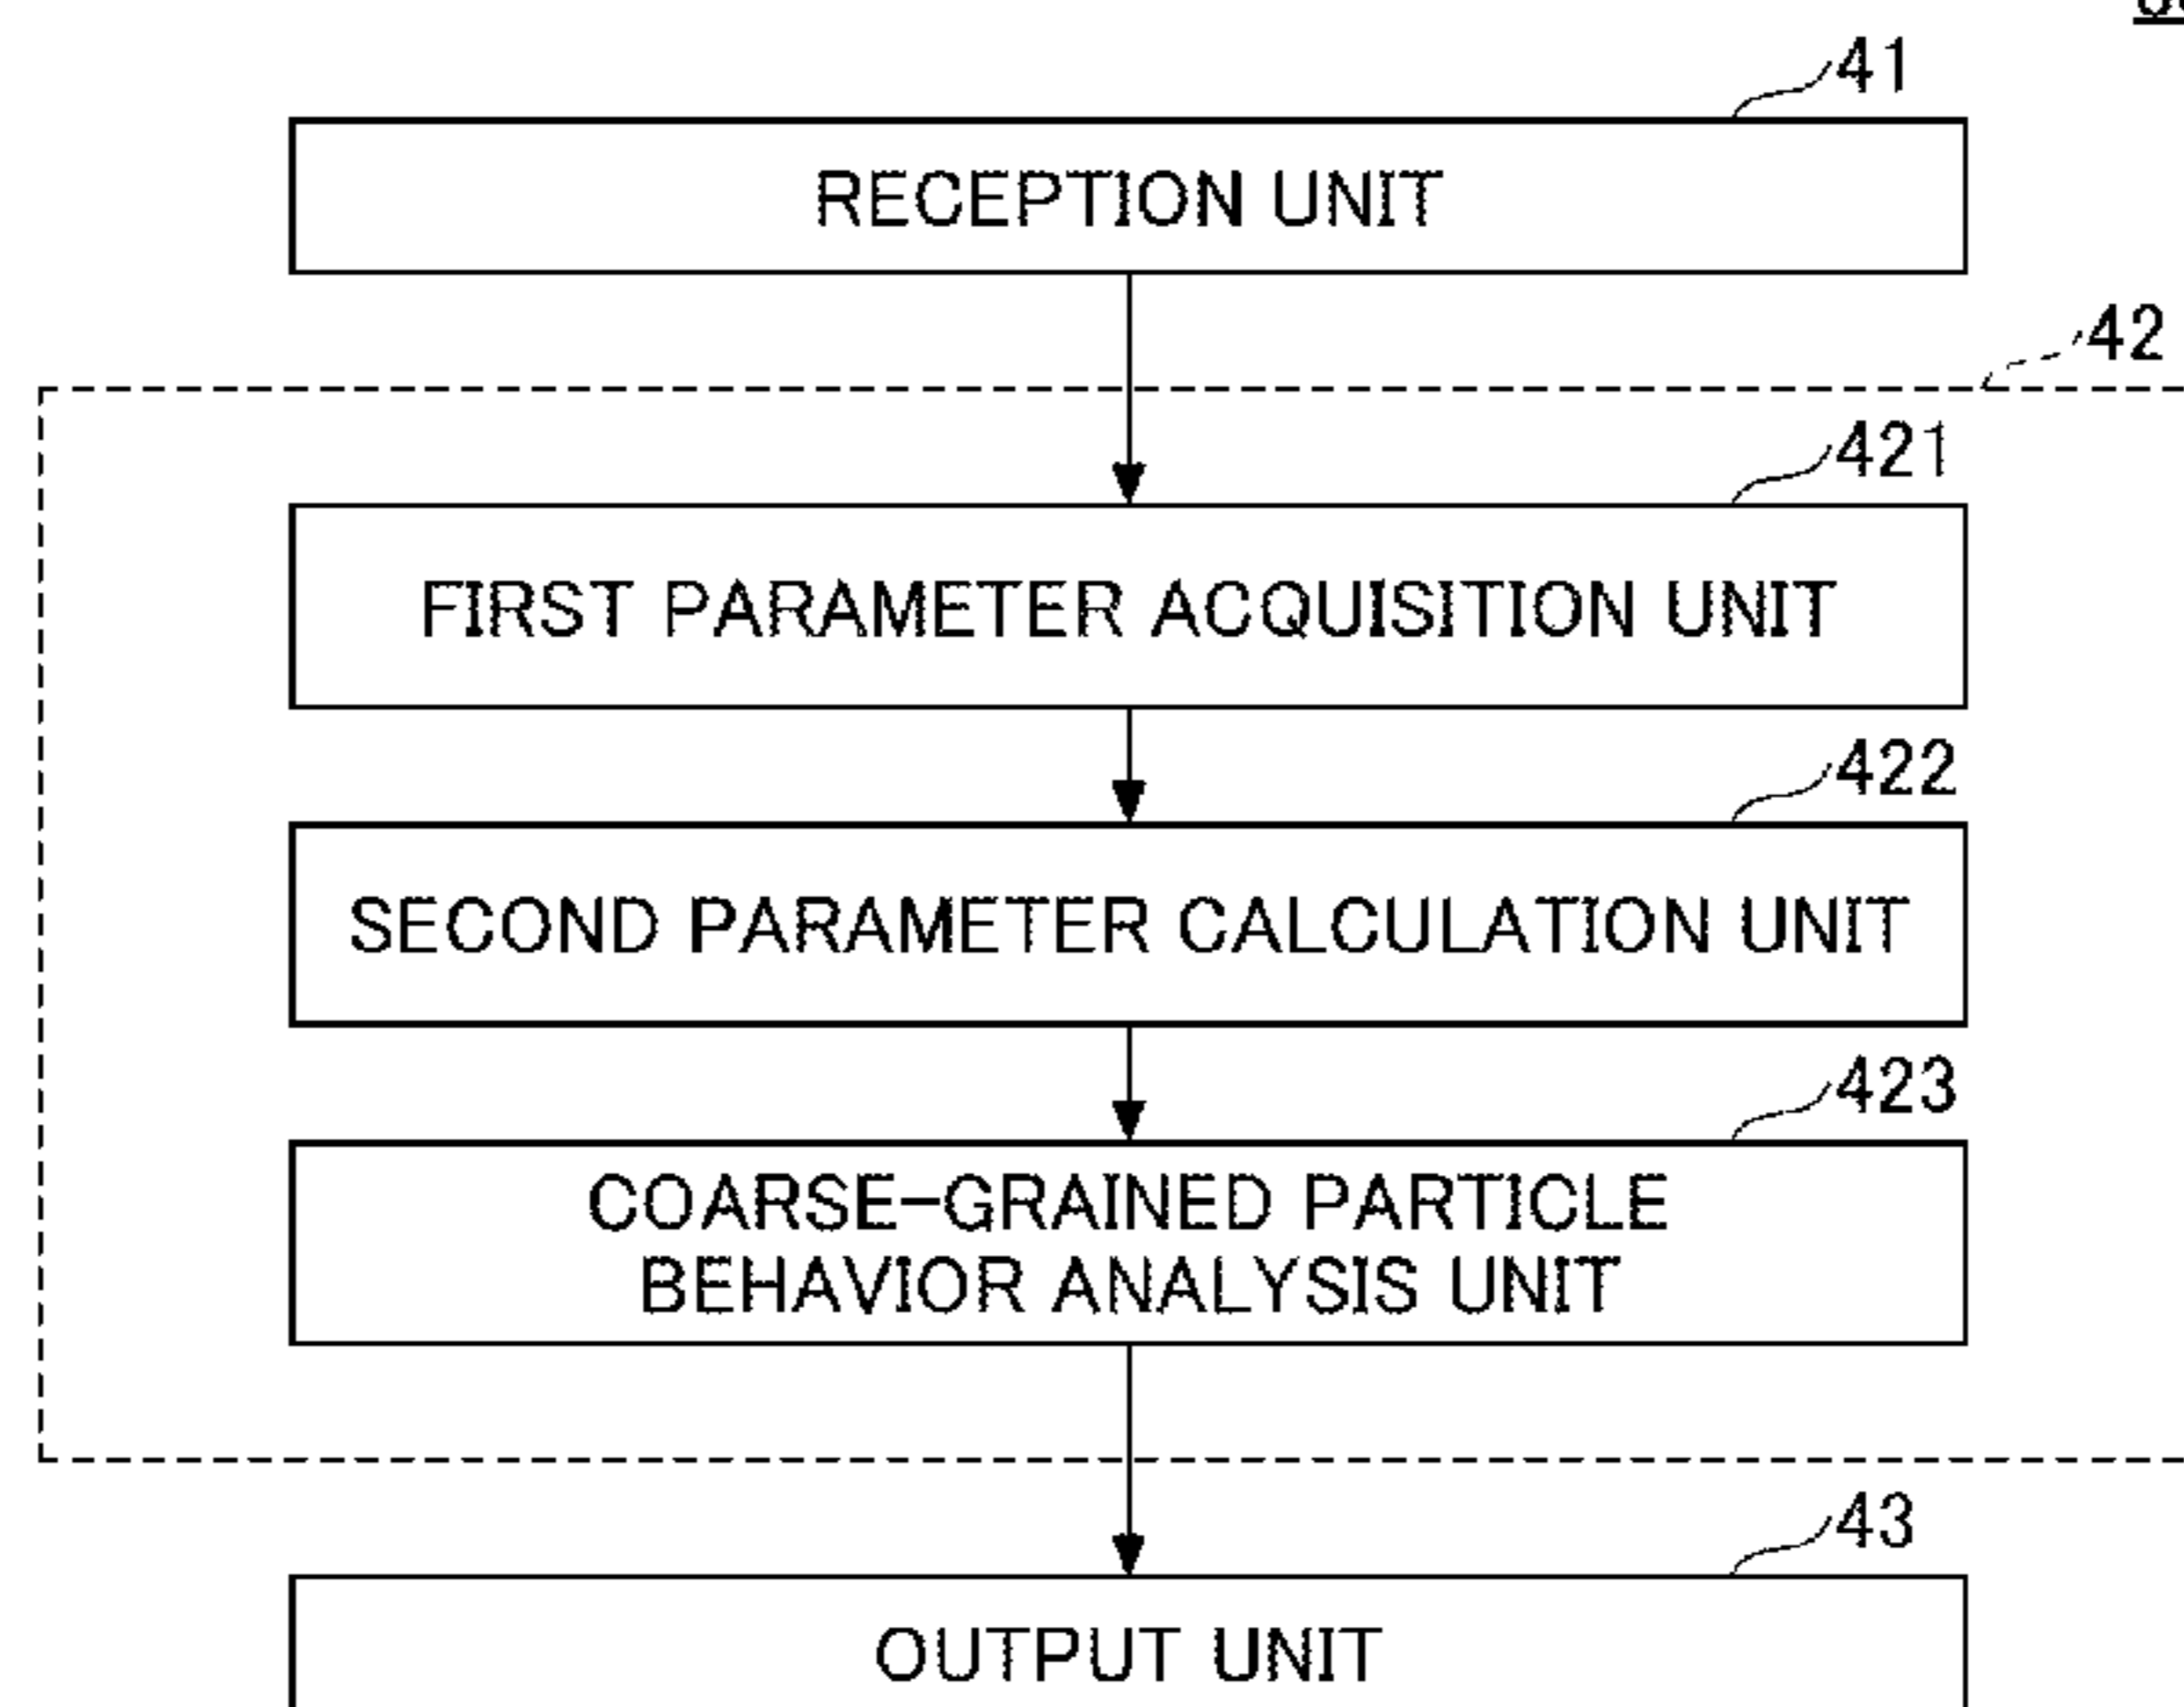 41
RECEPTION UNIT
42
421
FIRST PARAMETER ACQUISITION UNIT
422
SECOND PARAMETER CALCULATION UNIT
423
COARSE-GRAINED PARTICLE
BEHAVIOR ANALYSIS UNIT
43
OUTPUT UNIT